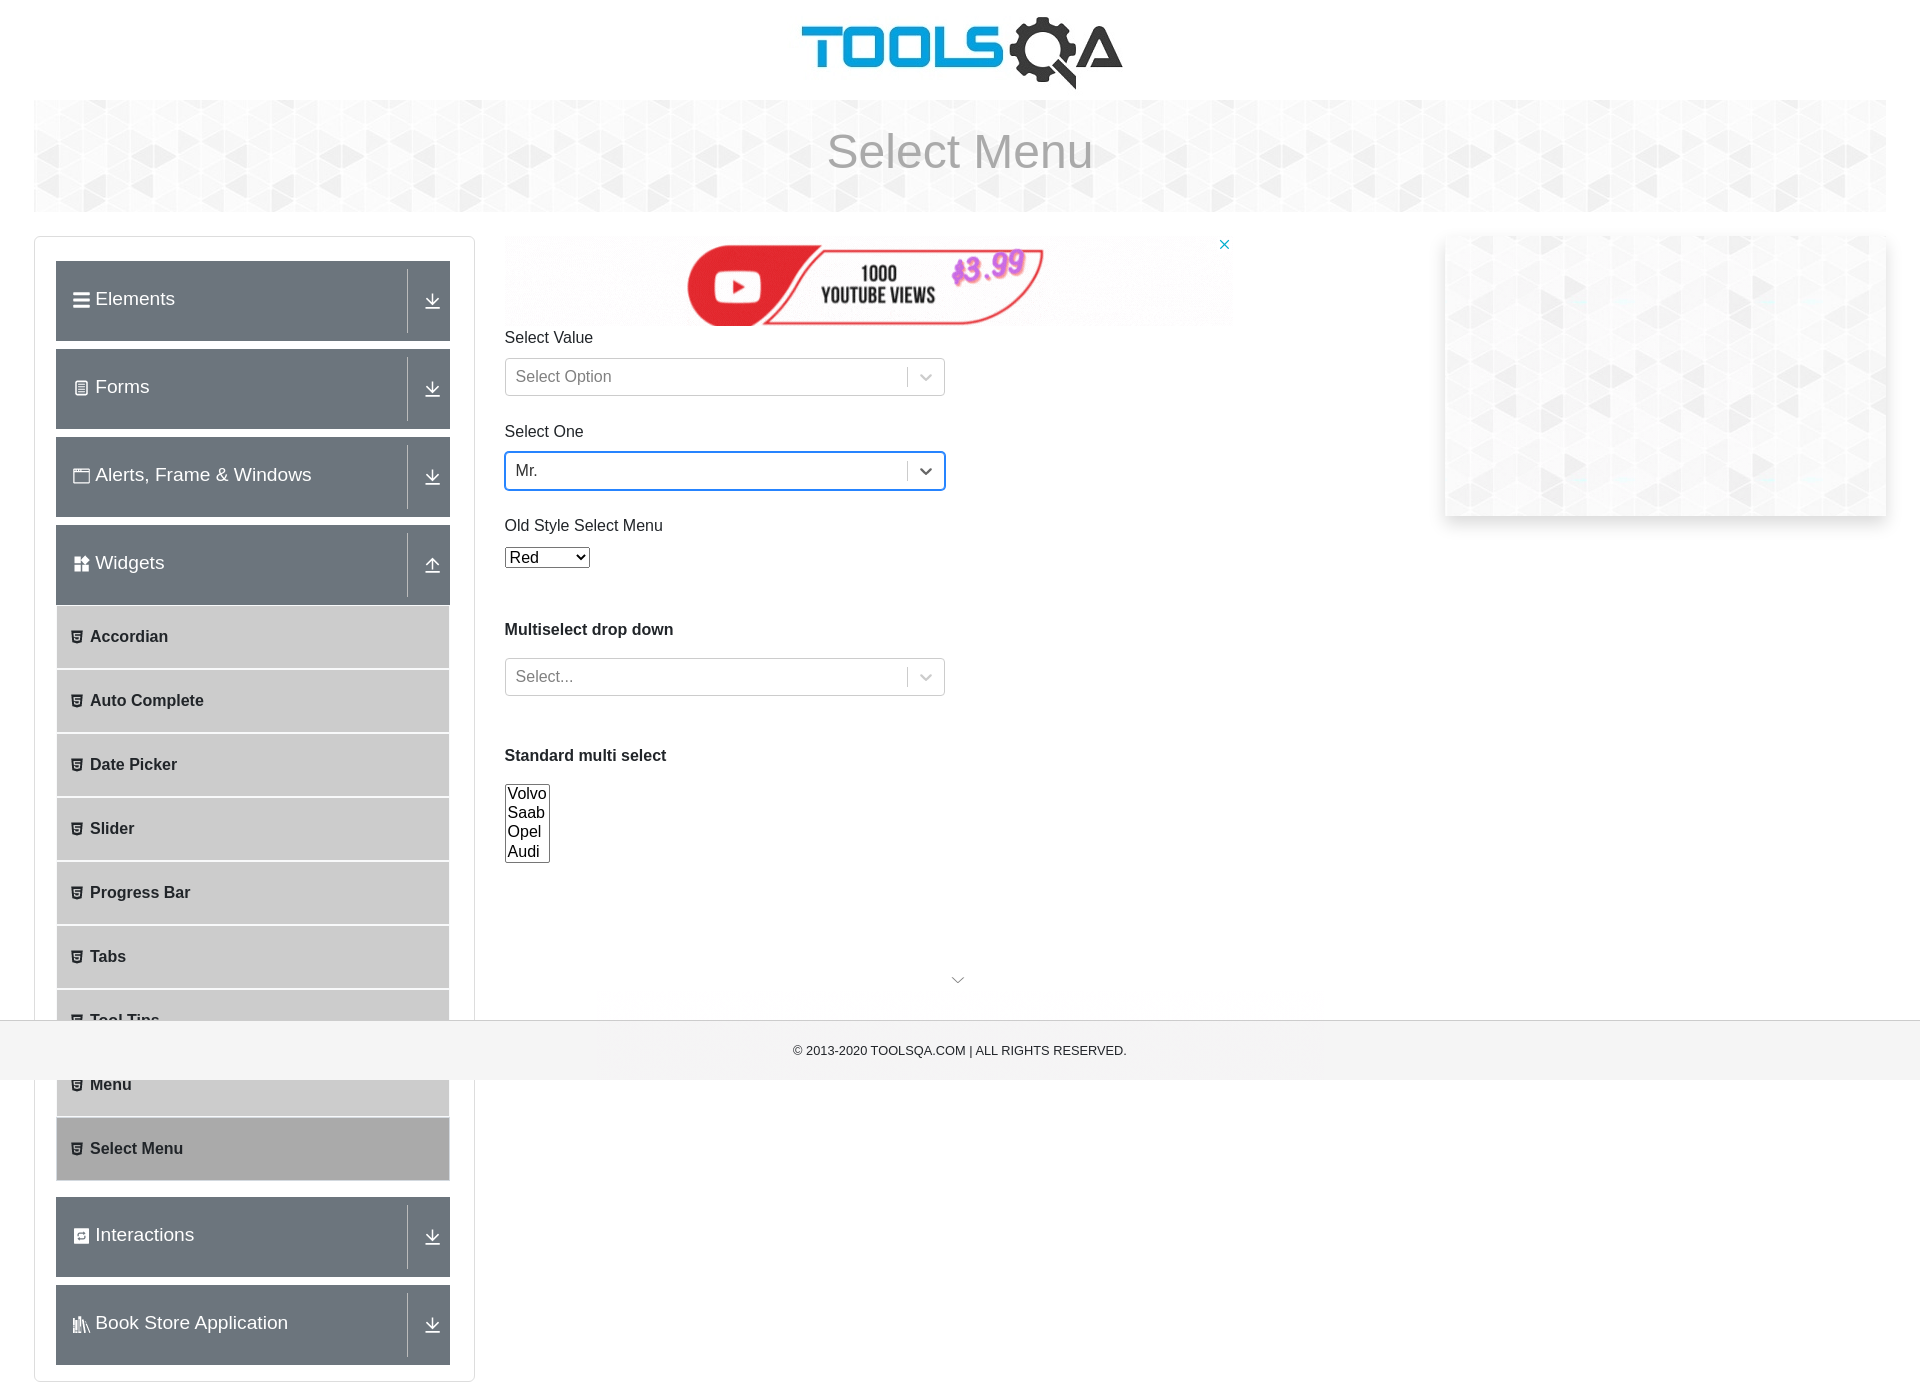 TOOLSQA
Select Menu
Elements
Forms
Alerts, Frame & Windows
Widgets
Accordian
Auto Complete
Date Picker
Slider
Progress Bar
Tabs
Tool Tips
Menu
Select Menu
Interactions
Book Store Application
1000
YOUTUBE VIEWS
$3.99
Select Value
Select Option
Select One
Mr.
Old Style Select Menu
Red
Multiselect drop down
Select...
Standard multi select
Volvo
Saab
Opel
Audi
© 2013-2020 TOOLSQA.COM | ALL RIGHTS RESERVED.